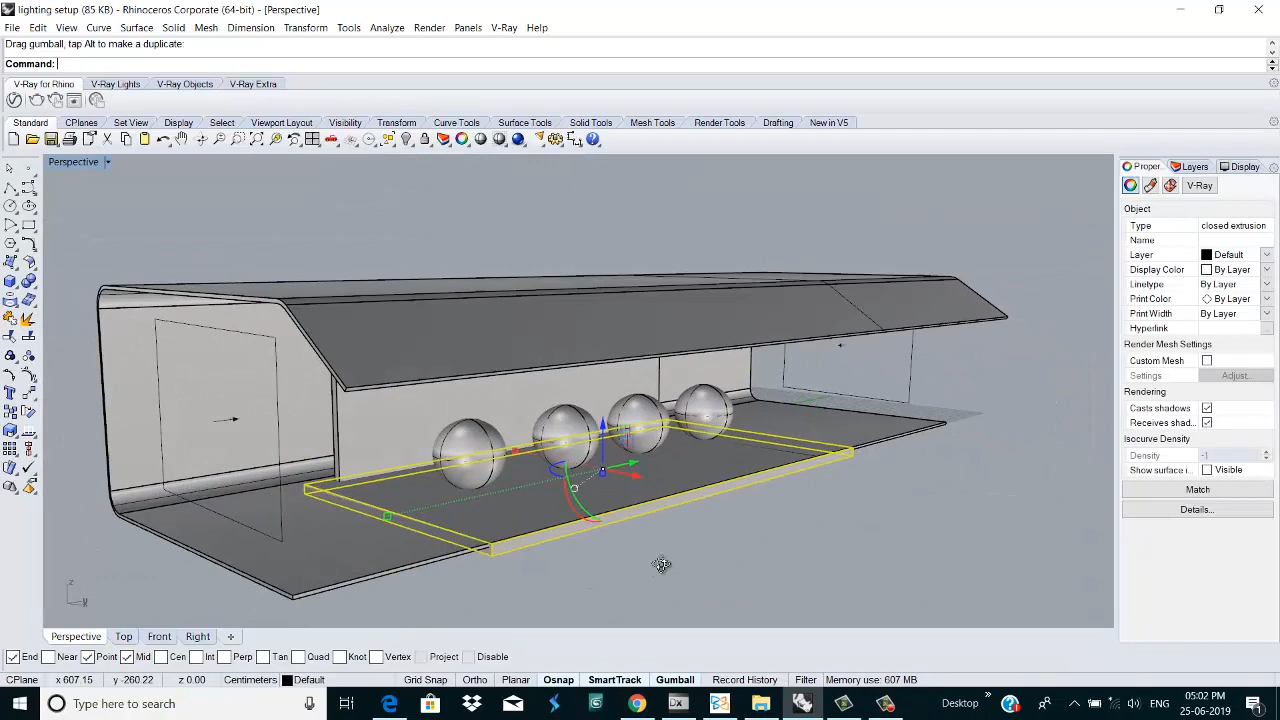 lighting setup (85 KB) - Rhinoceros Corporate (64-bit) - [Perspective]
File Edit View Curve Surface Solid Mesh Dimension Transform Tools Analyze Render Panels V-Ray Help
Drag gumball, tap Alt to make a duplicate:
Command:
V-Ray for Rhino V-Ray Lights V-Ray Objects V-Ray Extra
Standard CPlanes Set View Display Select Viewport Layout Visibility Transform Curve Tools Surface Tools Solid Tools Mesh Tools Render Tools Drafting New in V5
Perspective
Proper... Layers Display
V-Ray
Object
Type closed extrusion
Name
Layer Default
Display Color By Layer
Linetype By Layer
Print Color By Layer
Print Width By Layer
Hyperlink
Render Mesh Settings
Custom Mesh
Settings Adjust...
Rendering
Casts shadows
Receives shad...
Isocurve Density
Density -1
Show surface i... Visible
Match
Details...
z
y
Perspective Top Front Right
End Near Point Mid Cen Int Perp Tan Quad Knot Vertex Project Disable
CPlane x 607.15 y -260.22 z 0.00 Centimeters Default Grid Snap Ortho Planar Osnap SmartTrack Gumball Record History Filter Memory use: 607 MB
Type here to search
Desktop » ENG
05:02 PM
25-06-2019